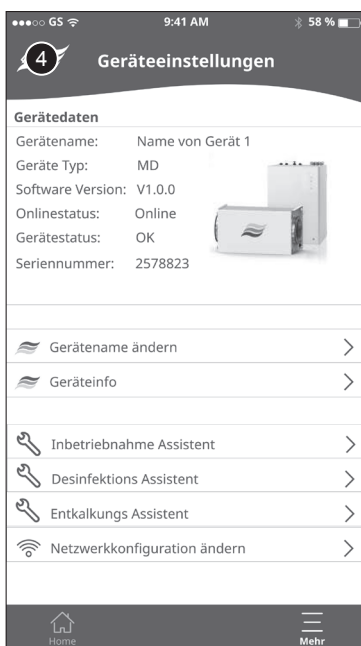 GS 9:41 AM 58 %
4
Geräteeinstellungen
Gerätedaten
Gerätename: Name von Gerät 1
Geräte Typ: MD
Software Version: V1.0.0
Onlinestatus: Online
Gerätestatus: OK
Seriennummer: 2578823
Gerätename ändern
Geräteinfo
Inbetriebnahme Assistent
Desinfektions Assistent
Entkalkungs Assistent
Netzwerkkonfiguration ändern
Home Mehr